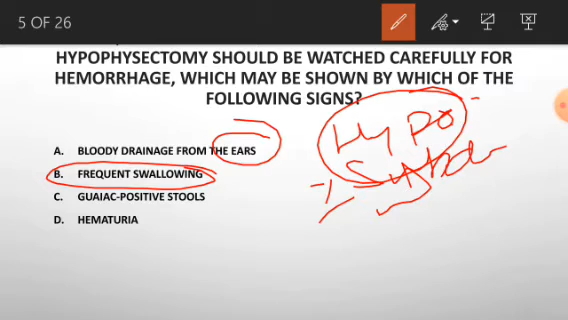 5 OF 26
HYPOPHYSECTOMY SHOULD BE WATCHED CAREFULLY FOR
HEMORRHAGE, WHICH MAY BE SHOWN BY WHICH OF THE
FOLLOWING SIGNS?
A. BLOODY DRAINAGE FROM THE EARS
B. FREQUENT SWALLOWING
C. GUAIAC-POSITIVE STOOLS
D. HEMATURIA
Hypo